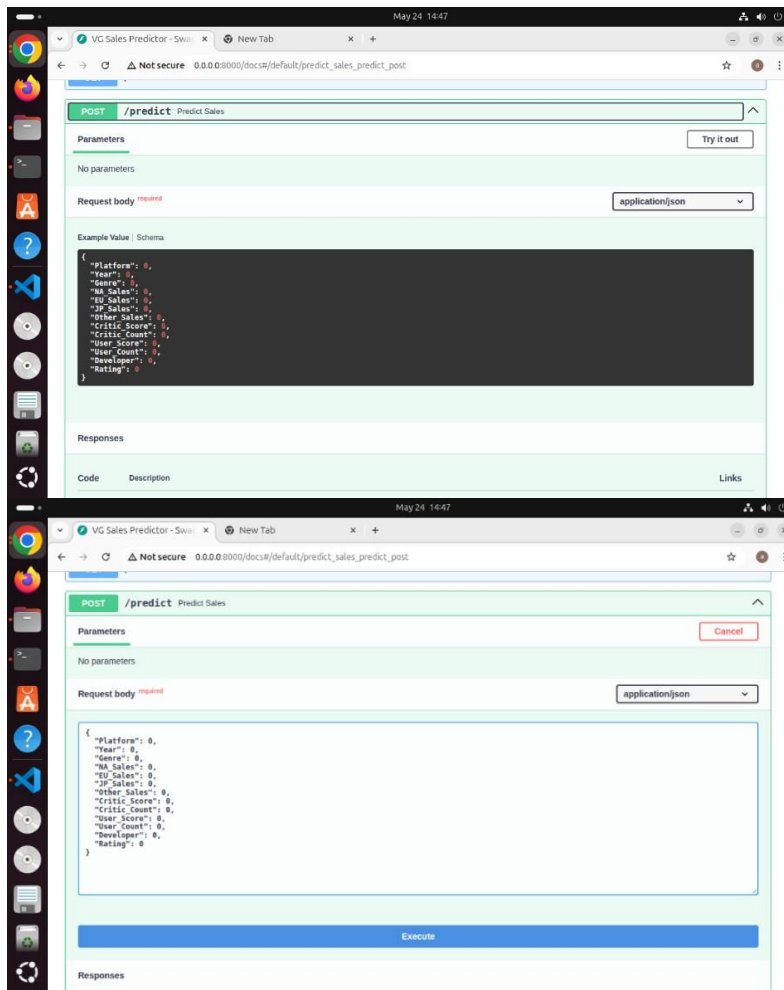 May 24 14:47
VG Sales Predictor - Swa
New Tab
Not secure 0.0.0.0:8000/docs#/default/predict_sales_predict_post
POST /predict Predict Sales
Parameters
Try it out
No parameters
Request body required
application/json
Example Value | Schema
{
"Platform": 0,
"Year": 0,
"Genre": 0,
"NA_Sales": 0,
"EU_Sales": 0,
"JP_Sales": 0,
"Other_Sales": 0,
"Critic_Score": 0,
"Critic_Count": 0,
"User_Score": 0,
"User_Count": 0,
"Developer": 0,
"Rating": 0
}
Responses
Code Description Links
May 24 14:47
VG Sales Predictor - Swa
New Tab
Not secure 0.0.0.0:8000/docs#/default/predict_sales_predict_post
POST /predict Predict Sales
Parameters
Cancel
No parameters
Request body required
application/json
{
"Platform": 0,
"Year": 0,
"Genre": 0,
"NA_Sales": 0,
"EU_Sales": 0,
"JP_Sales": 0,
"Other_Sales": 0,
"Critic_Score": 0,
"Critic_Count": 0,
"User_Score": 0,
"User_Count": 0,
"Developer": 0,
"Rating": 0
}
Execute
Responses